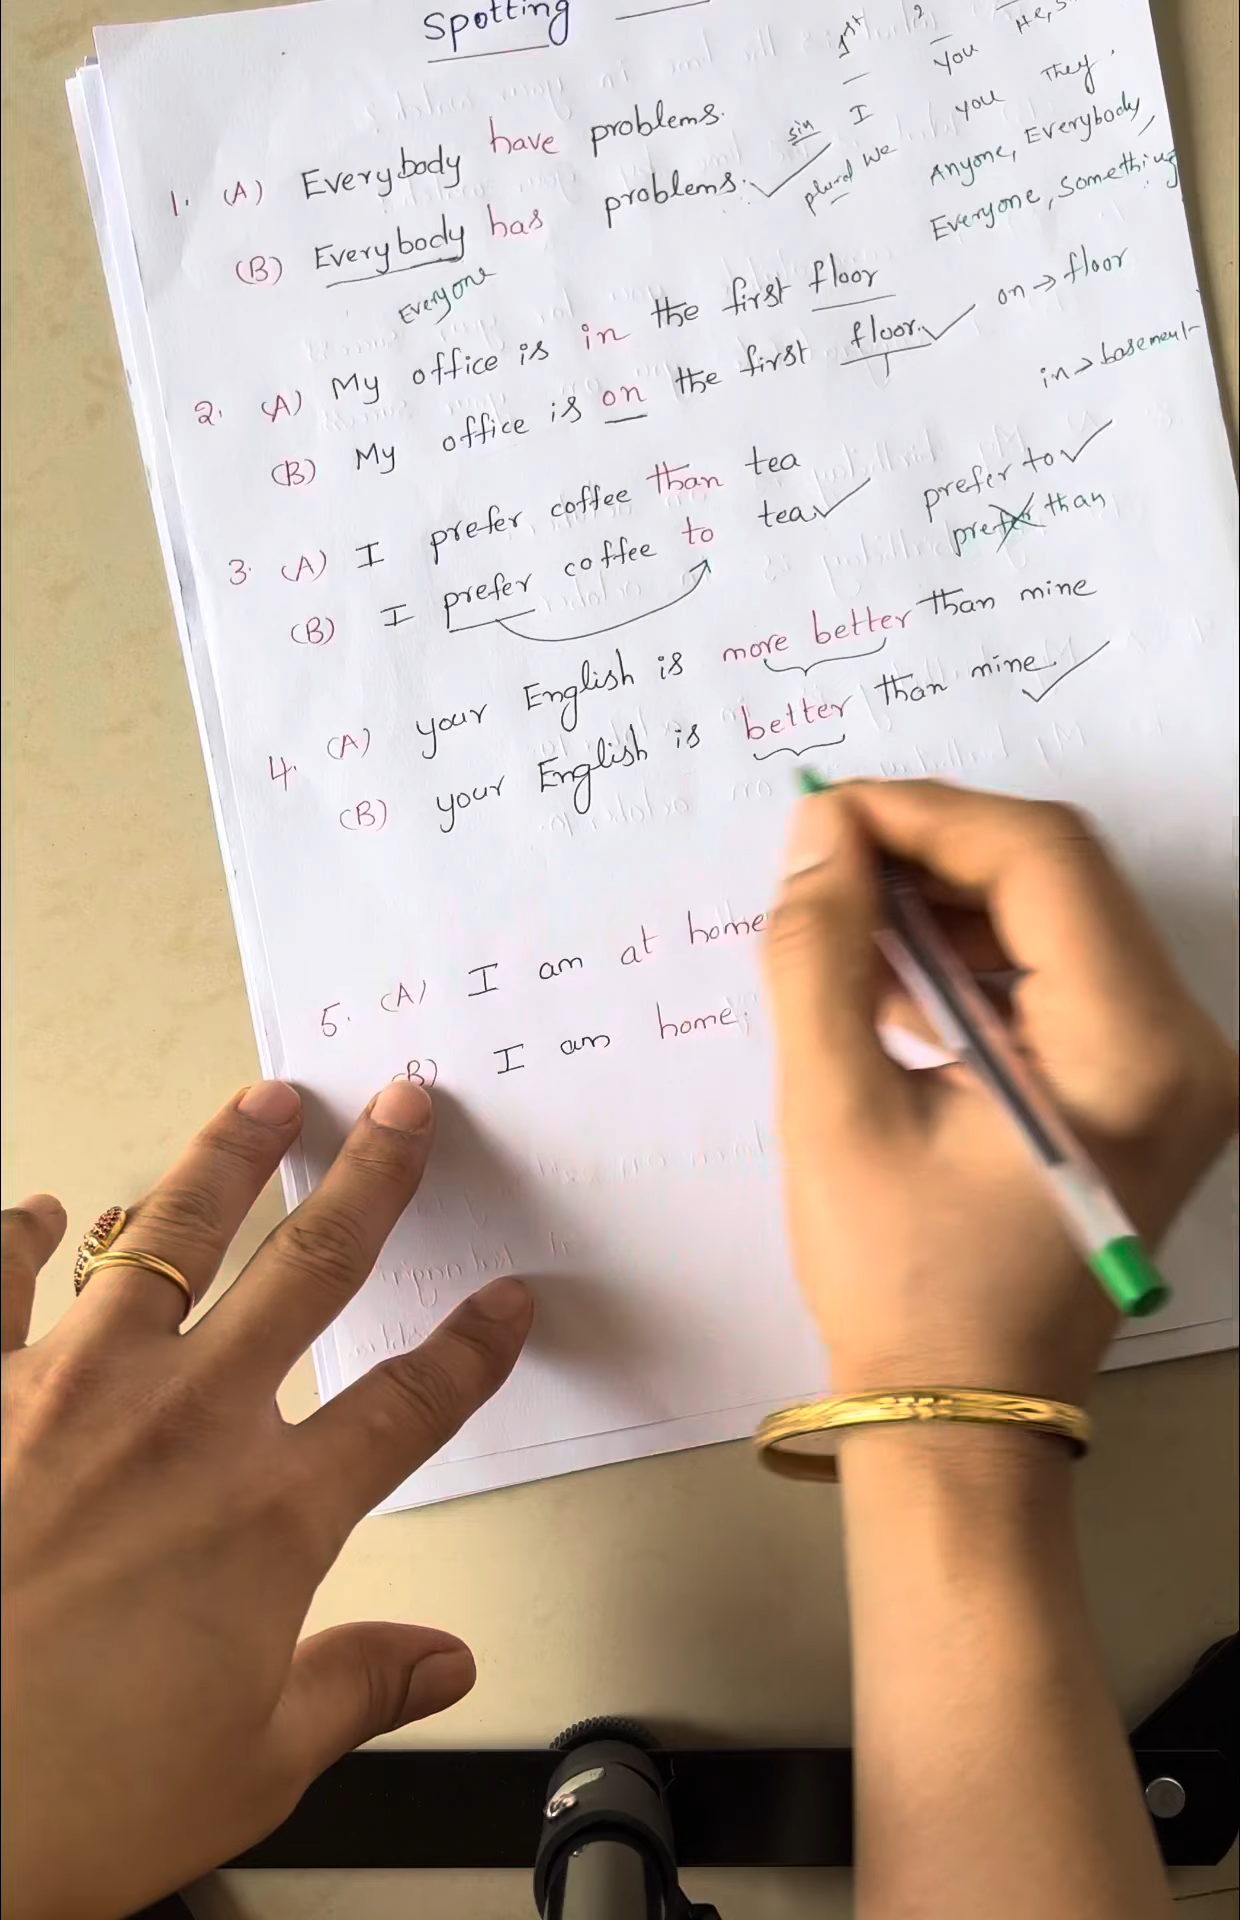 Spotting
1st 2
I You He,
sin I you They.
plural we
1. (A) Everybody have problems.
(B) Everybody has problems.
Everyone
Anyone, Everybody,
Everyone, Something
2. (A) My office is in the first floor
(B) My office is on the first floor.
on → floor
in → basement
3. (A) I prefer coffee than tea
(B) I prefer coffee to tea
prefer to
prefer than
4. (A) your English is more better than mine
(B) your English is better than mine.
5. (A) I am at home
(B) I am home.